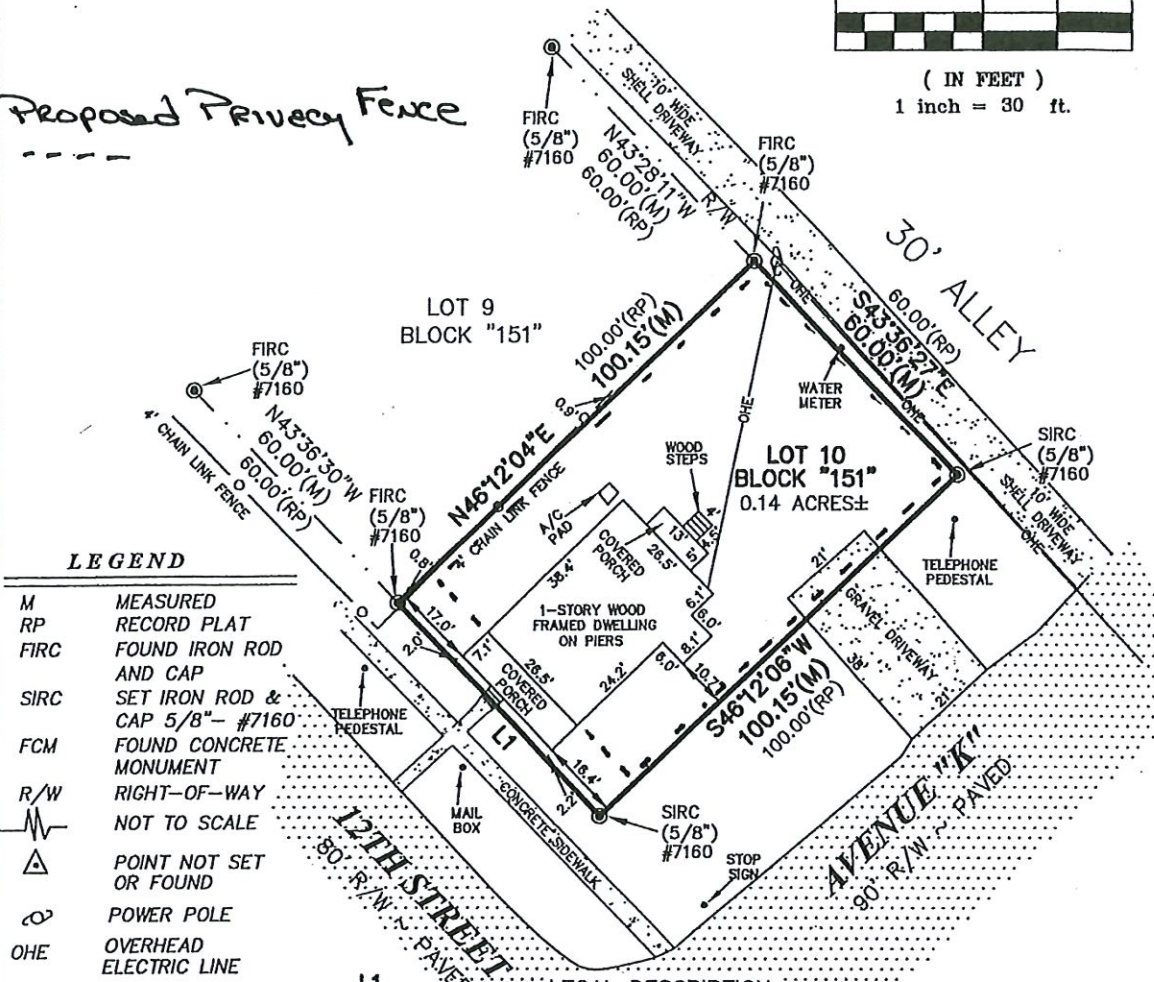 ( IN FEET )
1 inch = 30 ft.
Proposed Privacy Fence
10' WIDE
SHELL DRIVEWAY
FIRC
(5/8")
#7160
N43°28'11"W
60.00'(M)
60.00'(RP)
R/W
FIRC
(5/8")
#7160
30' ALLEY
LOT 9
BLOCK "151"
100.00'(RP)
100.15'(M)
N46°12'04"E
OHE
60.00'(RP)
S43°36'27"E
60.00'(M)
OHE
OHE
WATER
METER
FIRC
(5/8")
#7160
4' CHAIN LINK FENCE
N43°36'30"W
60.00'(M)
60.00'(RP)
0.9'
4' CHAIN LINK FENCE
WOOD
STEPS
LOT 10
BLOCK "151"
0.14 ACRES±
SIRC
(5/8")
#7160
10' WIDE
SHELL DRIVEWAY
OHE
TELEPHONE
PEDESTAL
FIRC
(5/8")
#7160
0.8'
A/C
PAD
COVERED
PORCH
13'
4'
4.5'
5'
26.5'
38.4'
1-STORY WOOD
FRAMED DWELLING
ON PIERS
6.1'
6.0'
8.1'
6.0'
10.7'
24.2'
17.0'
2.0'
7.1'
26.5'
COVERED
PORCH
21'
GRAVEL DRIVEWAY
38'
21'
S46°12'06"W
100.15'(M)
100.00'(RP)
L1
16.4'
2.2'
TELEPHONE
PEDESTAL
MAIL
BOX
CONCRETE SIDEWALK
SIRC
(5/8")
#7160
STOP
SIGN
12TH STREET
80' R/W ~ PAVED
AVENUE "K"
90' R/W ~ PAVED
LEGEND
M MEASURED
RP RECORD PLAT
FIRC FOUND IRON ROD
AND CAP
SIRC SET IRON ROD &
CAP 5/8"- #7160
FCM FOUND CONCRETE
MONUMENT
R/W RIGHT-OF-WAY
NOT TO SCALE
POINT NOT SET
OR FOUND
POWER POLE
OHE OVERHEAD
ELECTRIC LINE
L1
LEGAL DESCRIPTION